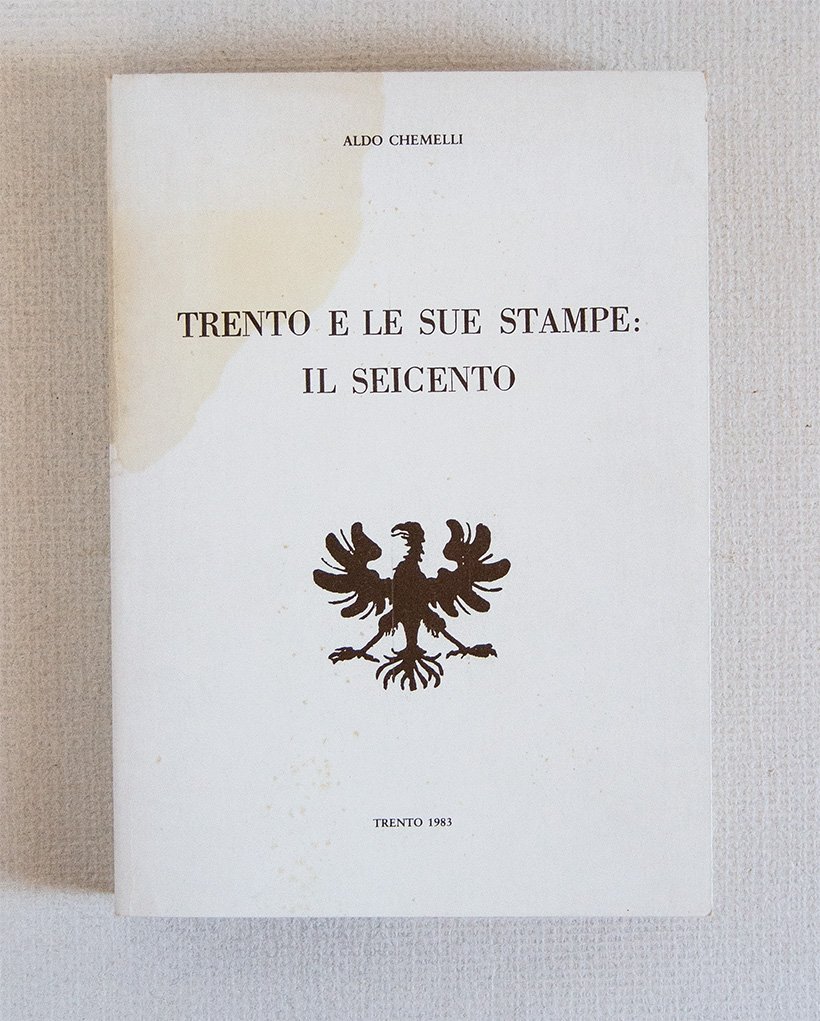 ALDO CHEMELLI
TRENTO E LE SUE STAMPE:
IL SEICENTO
TRENTO 1983